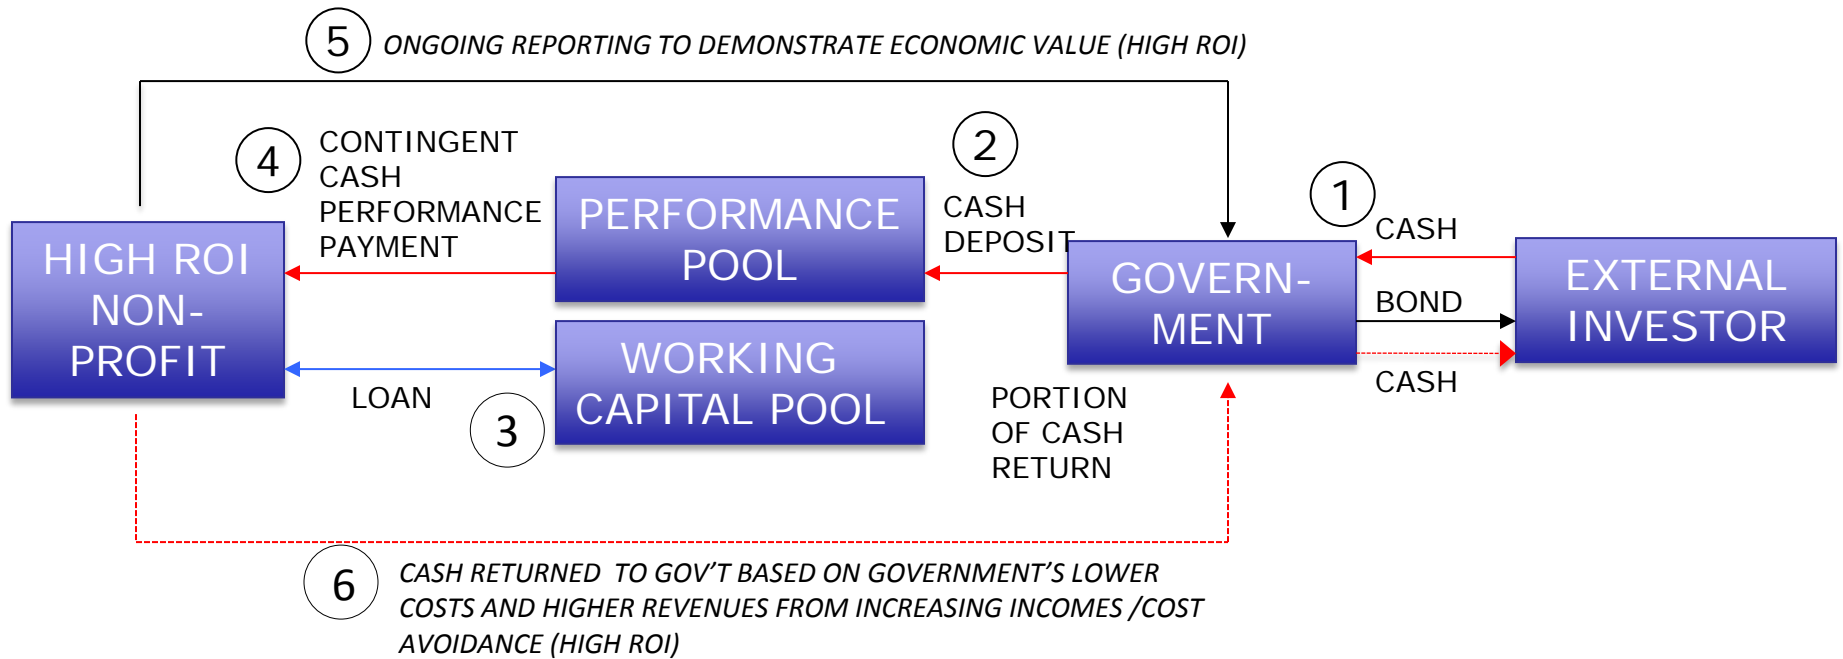 5
ONGOING REPORTING TO DEMONSTRATE ECONOMIC VALUE (HIGH ROI)
4
CONTINGENT
CASH
PERFORMANCE
PAYMENT
2
CASH
DEPOSIT
1
CASH
BOND
CASH
HIGH ROI
NON-
PROFIT
PERFORMANCE
POOL
GOVERN-
MENT
EXTERNAL
INVESTOR
WORKING
CAPITAL POOL
LOAN
3
PORTION
OF CASH
RETURN
6
CASH RETURNED TO GOV'T BASED ON GOVERNMENT'S LOWER
COSTS AND HIGHER REVENUES FROM INCREASING INCOMES /COST
AVOIDANCE (HIGH ROI)